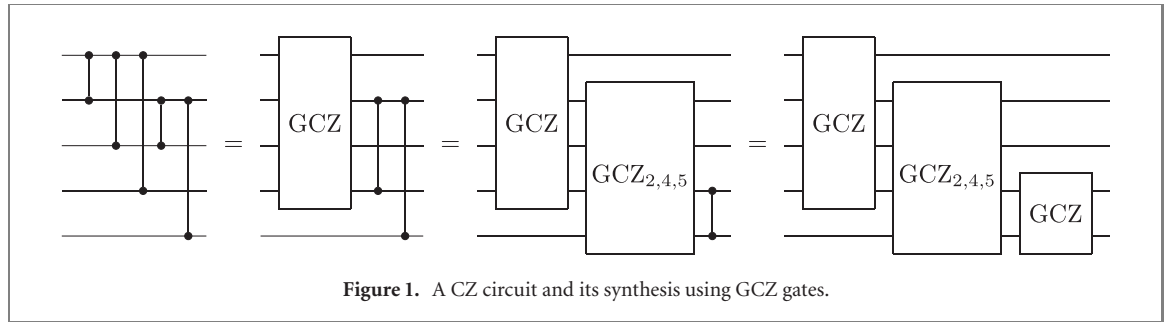 = GCZ = GCZ GCZ₂,₄,₅ = GCZ GCZ₂,₄,₅ GCZ
Figure 1. A CZ circuit and its synthesis using GCZ gates.